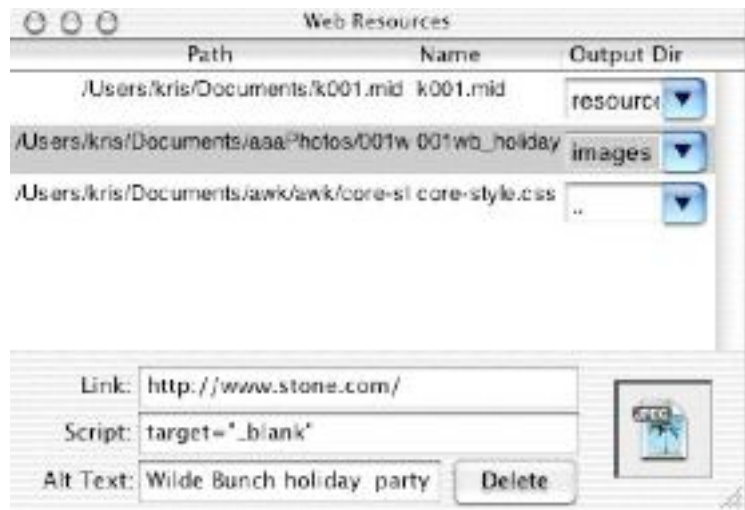 Web Resources
Path Name Output Dir
/Users/kris/Documents/k001.mid k001.mid resourc
/Users/kris/Documents/aaaPhotos/001w 001wb_holiday images
/Users/kris/Documents/awk/awk/core-st core-style.css ..
Link: http://www.stone.com/
Script: target="_blank"
Alt Text: Wilde Bunch holiday party Delete
JPEG